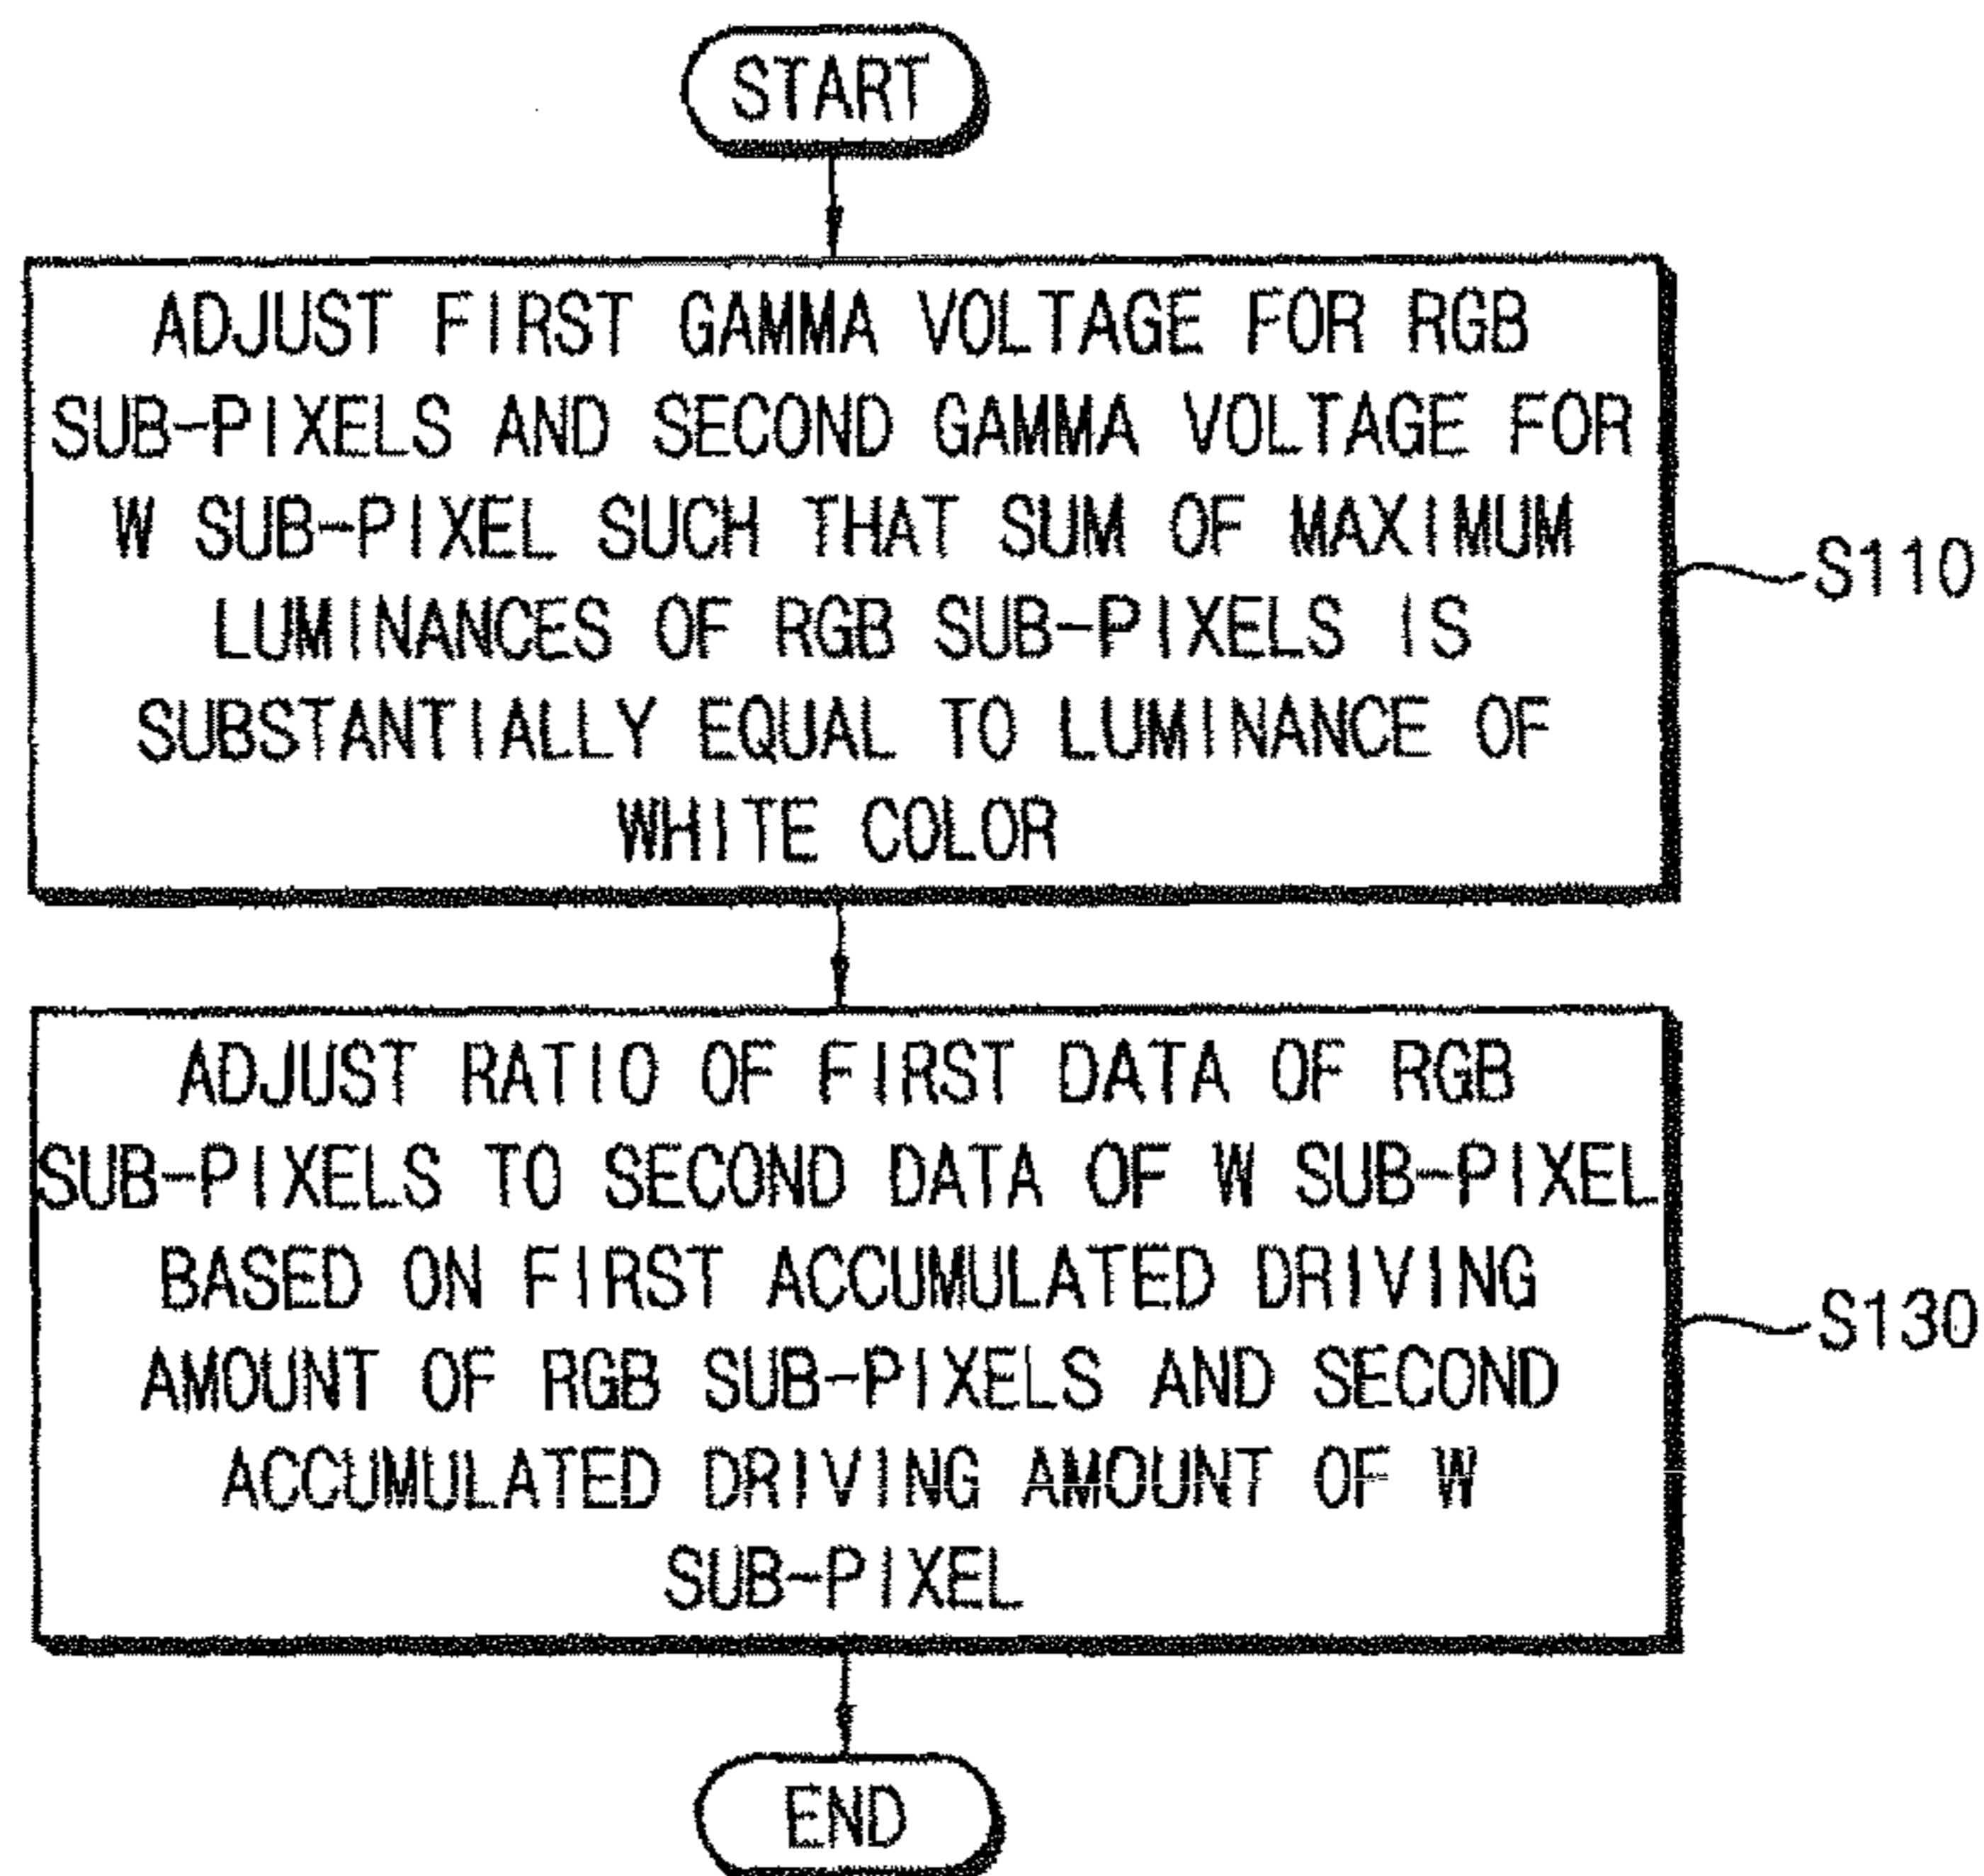 START
ADJUST FIRST GAMMA VOLTAGE FOR RGB
SUB-PIXELS AND SECOND GAMMA VOLTAGE FOR
W SUB-PIXEL SUCH THAT SUM OF MAXIMUM
LUMINANCES OF RGB SUB-PIXELS IS
SUBSTANTIALLY EQUAL TO LUMINANCE OF
WHITE COLOR
S110
ADJUST RATIO OF FIRST DATA OF RGB
SUB-PIXELS TO SECOND DATA OF W SUB-PIXEL
BASED ON FIRST ACCUMULATED DRIVING
AMOUNT OF RGB SUB-PIXELS AND SECOND
ACCUMULATED DRIVING AMOUNT OF W
SUB-PIXEL
S130
END